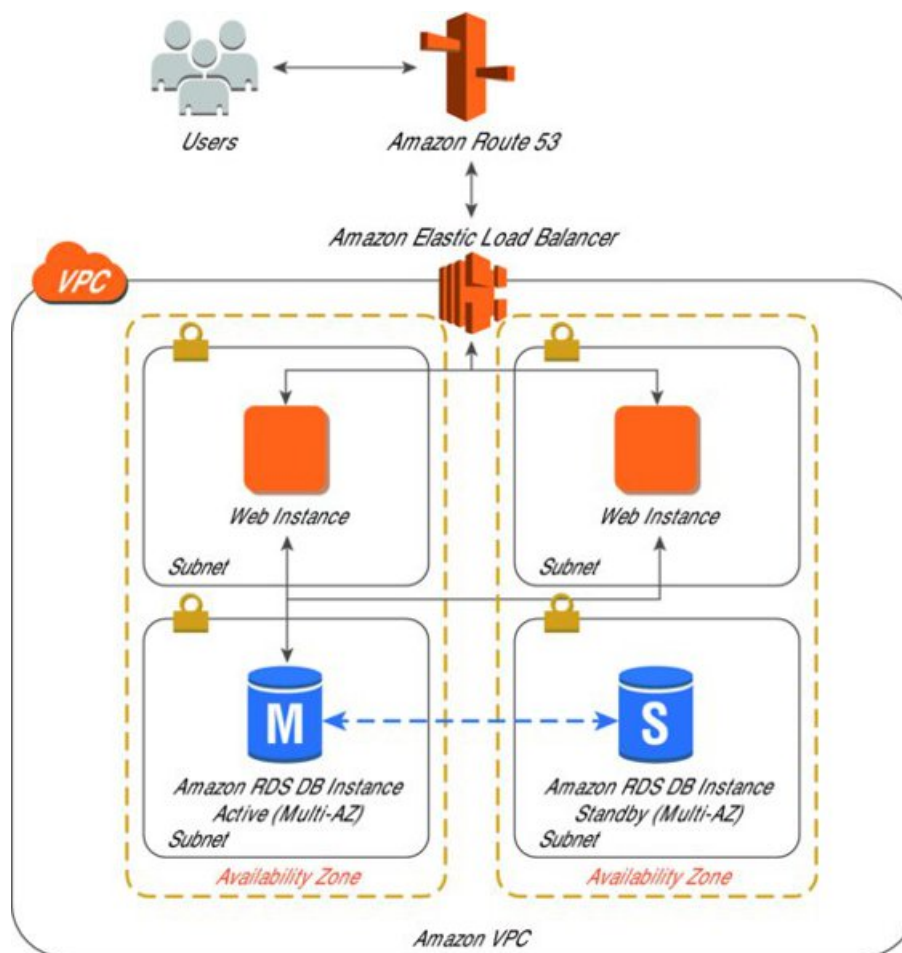 Users
Amazon Route 53
Amazon Elastic Load Balancer
VPC
Web Instance
Web Instance
Subnet
Subnet
M
S
Amazon RDS DB Instance
Active (Multi-AZ)
Amazon RDS DB Instance
Standby (Multi-AZ)
Subnet
Subnet
Availability Zone
Availability Zone
Amazon VPC